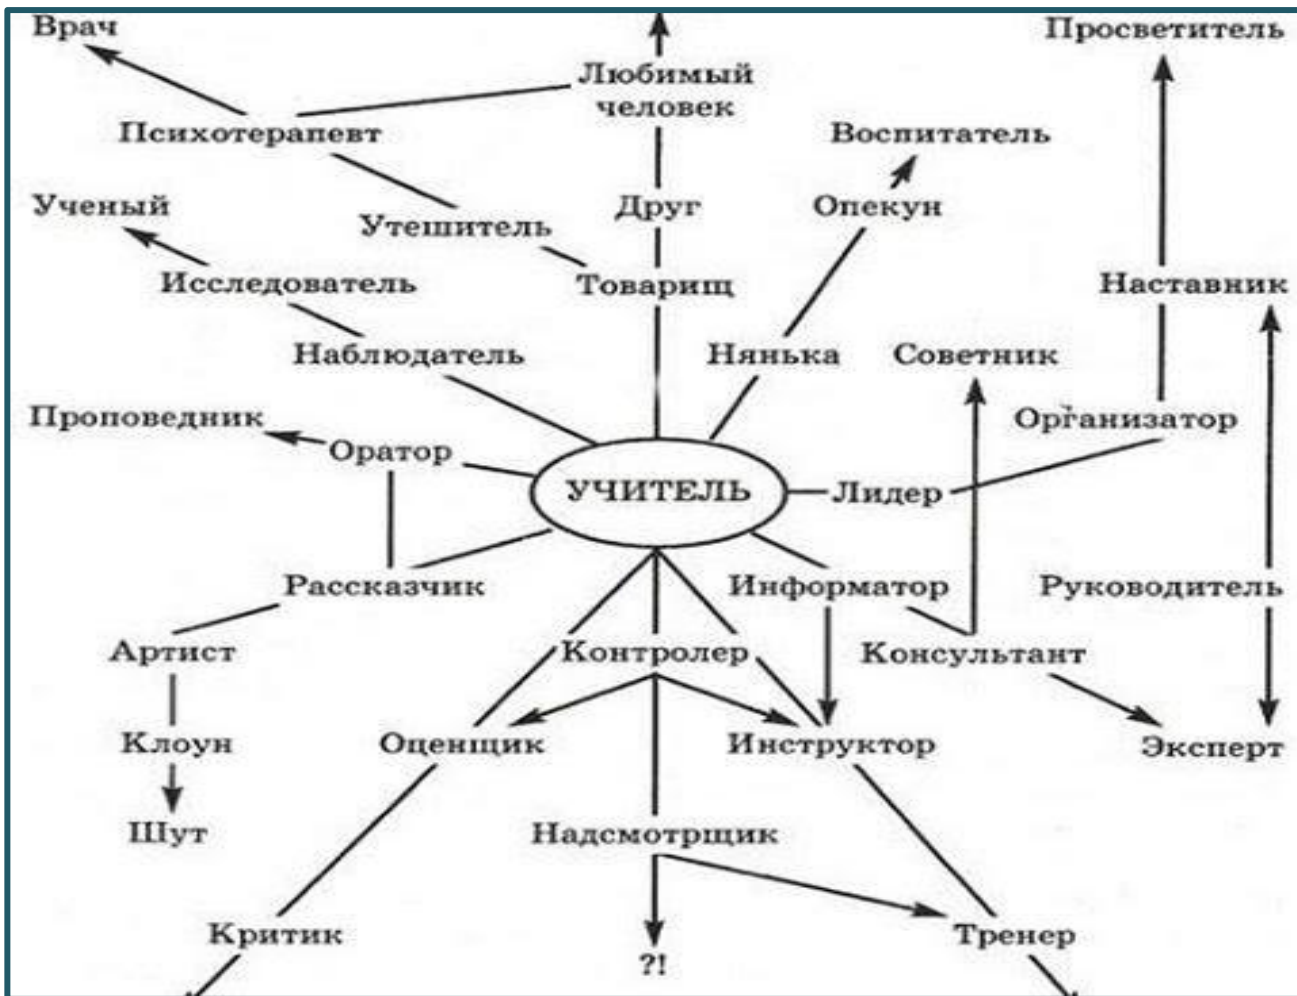 Врач
Просветитель
Любимый
человек
Психотерапевт
Воспитатель
Ученый
Утешитель
Друг
Опекун
Исследователь
Товарищ
Наставник
Наблюдатель
Нянька
Советник
Проповедник
Оратор
Организатор
УЧИТЕЛЬ
Лидер
Рассказчик
Информатор
Руководитель
Артист
Контролер
Консультант
Клоун
Оценщик
Инструктор
Эксперт
Шут
Надсмотрщик
Критик
Тренер
?!